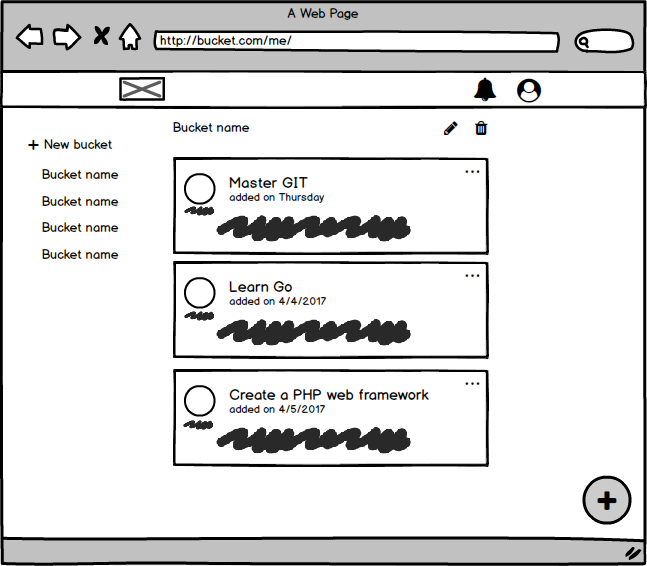 A Web Page
http://bucket.com/me/
+ New bucket
Bucket name
Bucket name
Bucket name
Bucket name
Bucket name
Master GIT
added on Thursday
Learn Go
added on 4/4/2017
Create a PHP web framework
added on 4/5/2017